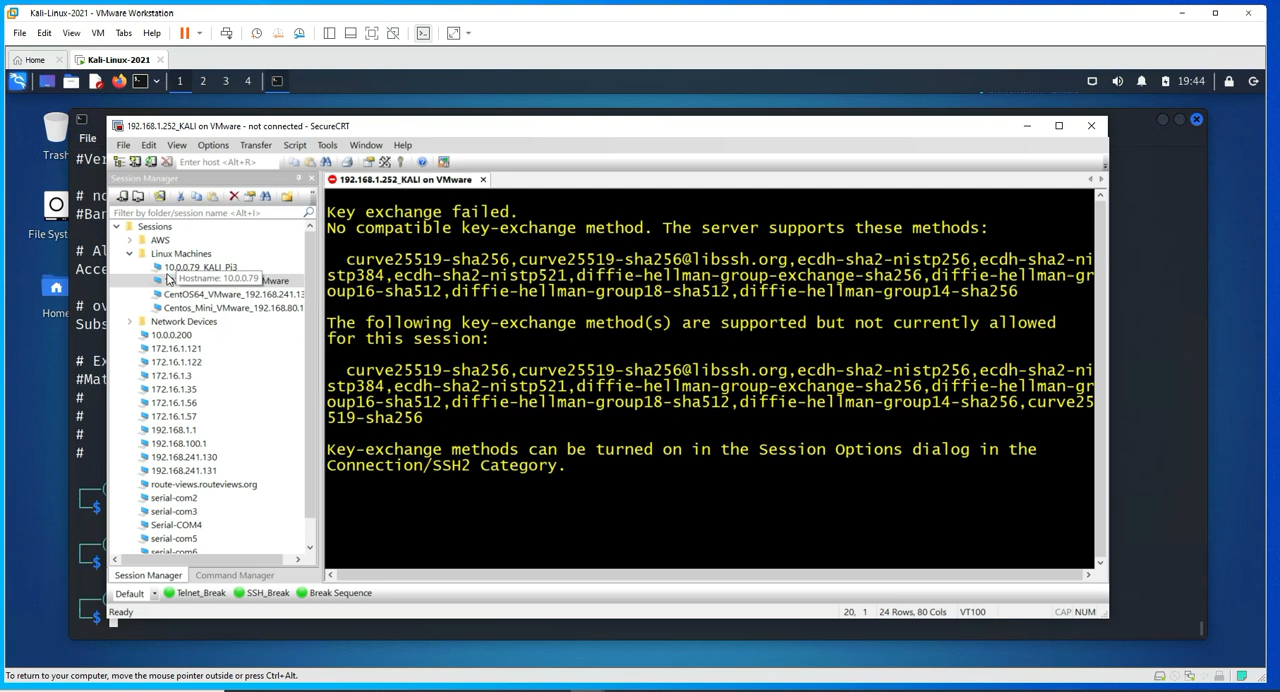 Kali-Linux-2021 - VMware Workstation
File Edit View VM Tabs Help
Home Kali-Linux-2021
1 2 3 4 19:44
Trash
File Sys
Home
File
#Ver
# no
#Ban
# Al
Acce
# ov
Subs
# Ex
#Mat
#
#
#
#
$
$
$
192.168.1.252_KALI on VMware - not connected - SecureCRT
File Edit View Options Transfer Script Tools Window Help
Enter host <Alt+R>
Session Manager
Filter by folder/session name <Alt+I>
Sessions
AWS
Linux Machines
10.0.0.79_KALI_Pi3
Hostname: 10.0.0.79
Mware
CentOS64_VMware_192.168.241.13
Centos_Mini_VMware_192.168.80.1
Network Devices
10.0.0.200
172.16.1.121
172.16.1.122
172.16.1.3
172.16.1.35
172.16.1.56
172.16.1.57
192.168.1.1
192.168.100.1
192.168.241.130
192.168.241.131
route-views.routeviews.org
serial-com2
serial-com3
Serial-COM4
serial-com5
serial-com6
Session Manager Command Manager
192.168.1.252_KALI on VMware
Key exchange failed.
No compatible key-exchange method. The server supports these methods:
curve25519-sha256,curve25519-sha256@libssh.org,ecdh-sha2-nistp256,ecdh-sha2-ni
stp384,ecdh-sha2-nistp521,diffie-hellman-group-exchange-sha256,diffie-hellman-gr
oup16-sha512,diffie-hellman-group18-sha512,diffie-hellman-group14-sha256
The following key-exchange method(s) are supported but not currently allowed
for this session:
curve25519-sha256,curve25519-sha256@libssh.org,ecdh-sha2-nistp256,ecdh-sha2-ni
stp384,ecdh-sha2-nistp521,diffie-hellman-group-exchange-sha256,diffie-hellman-gr
oup16-sha512,diffie-hellman-group18-sha512,diffie-hellman-group14-sha256,curve25
519-sha256
Key-exchange methods can be turned on in the Session Options dialog in the
Connection/SSH2 Category.
Default Telnet_Break SSH_Break Break Sequence
Ready 20, 1 24 Rows, 80 Cols VT100 CAP NUM
To return to your computer, move the mouse pointer outside or press Ctrl+Alt.